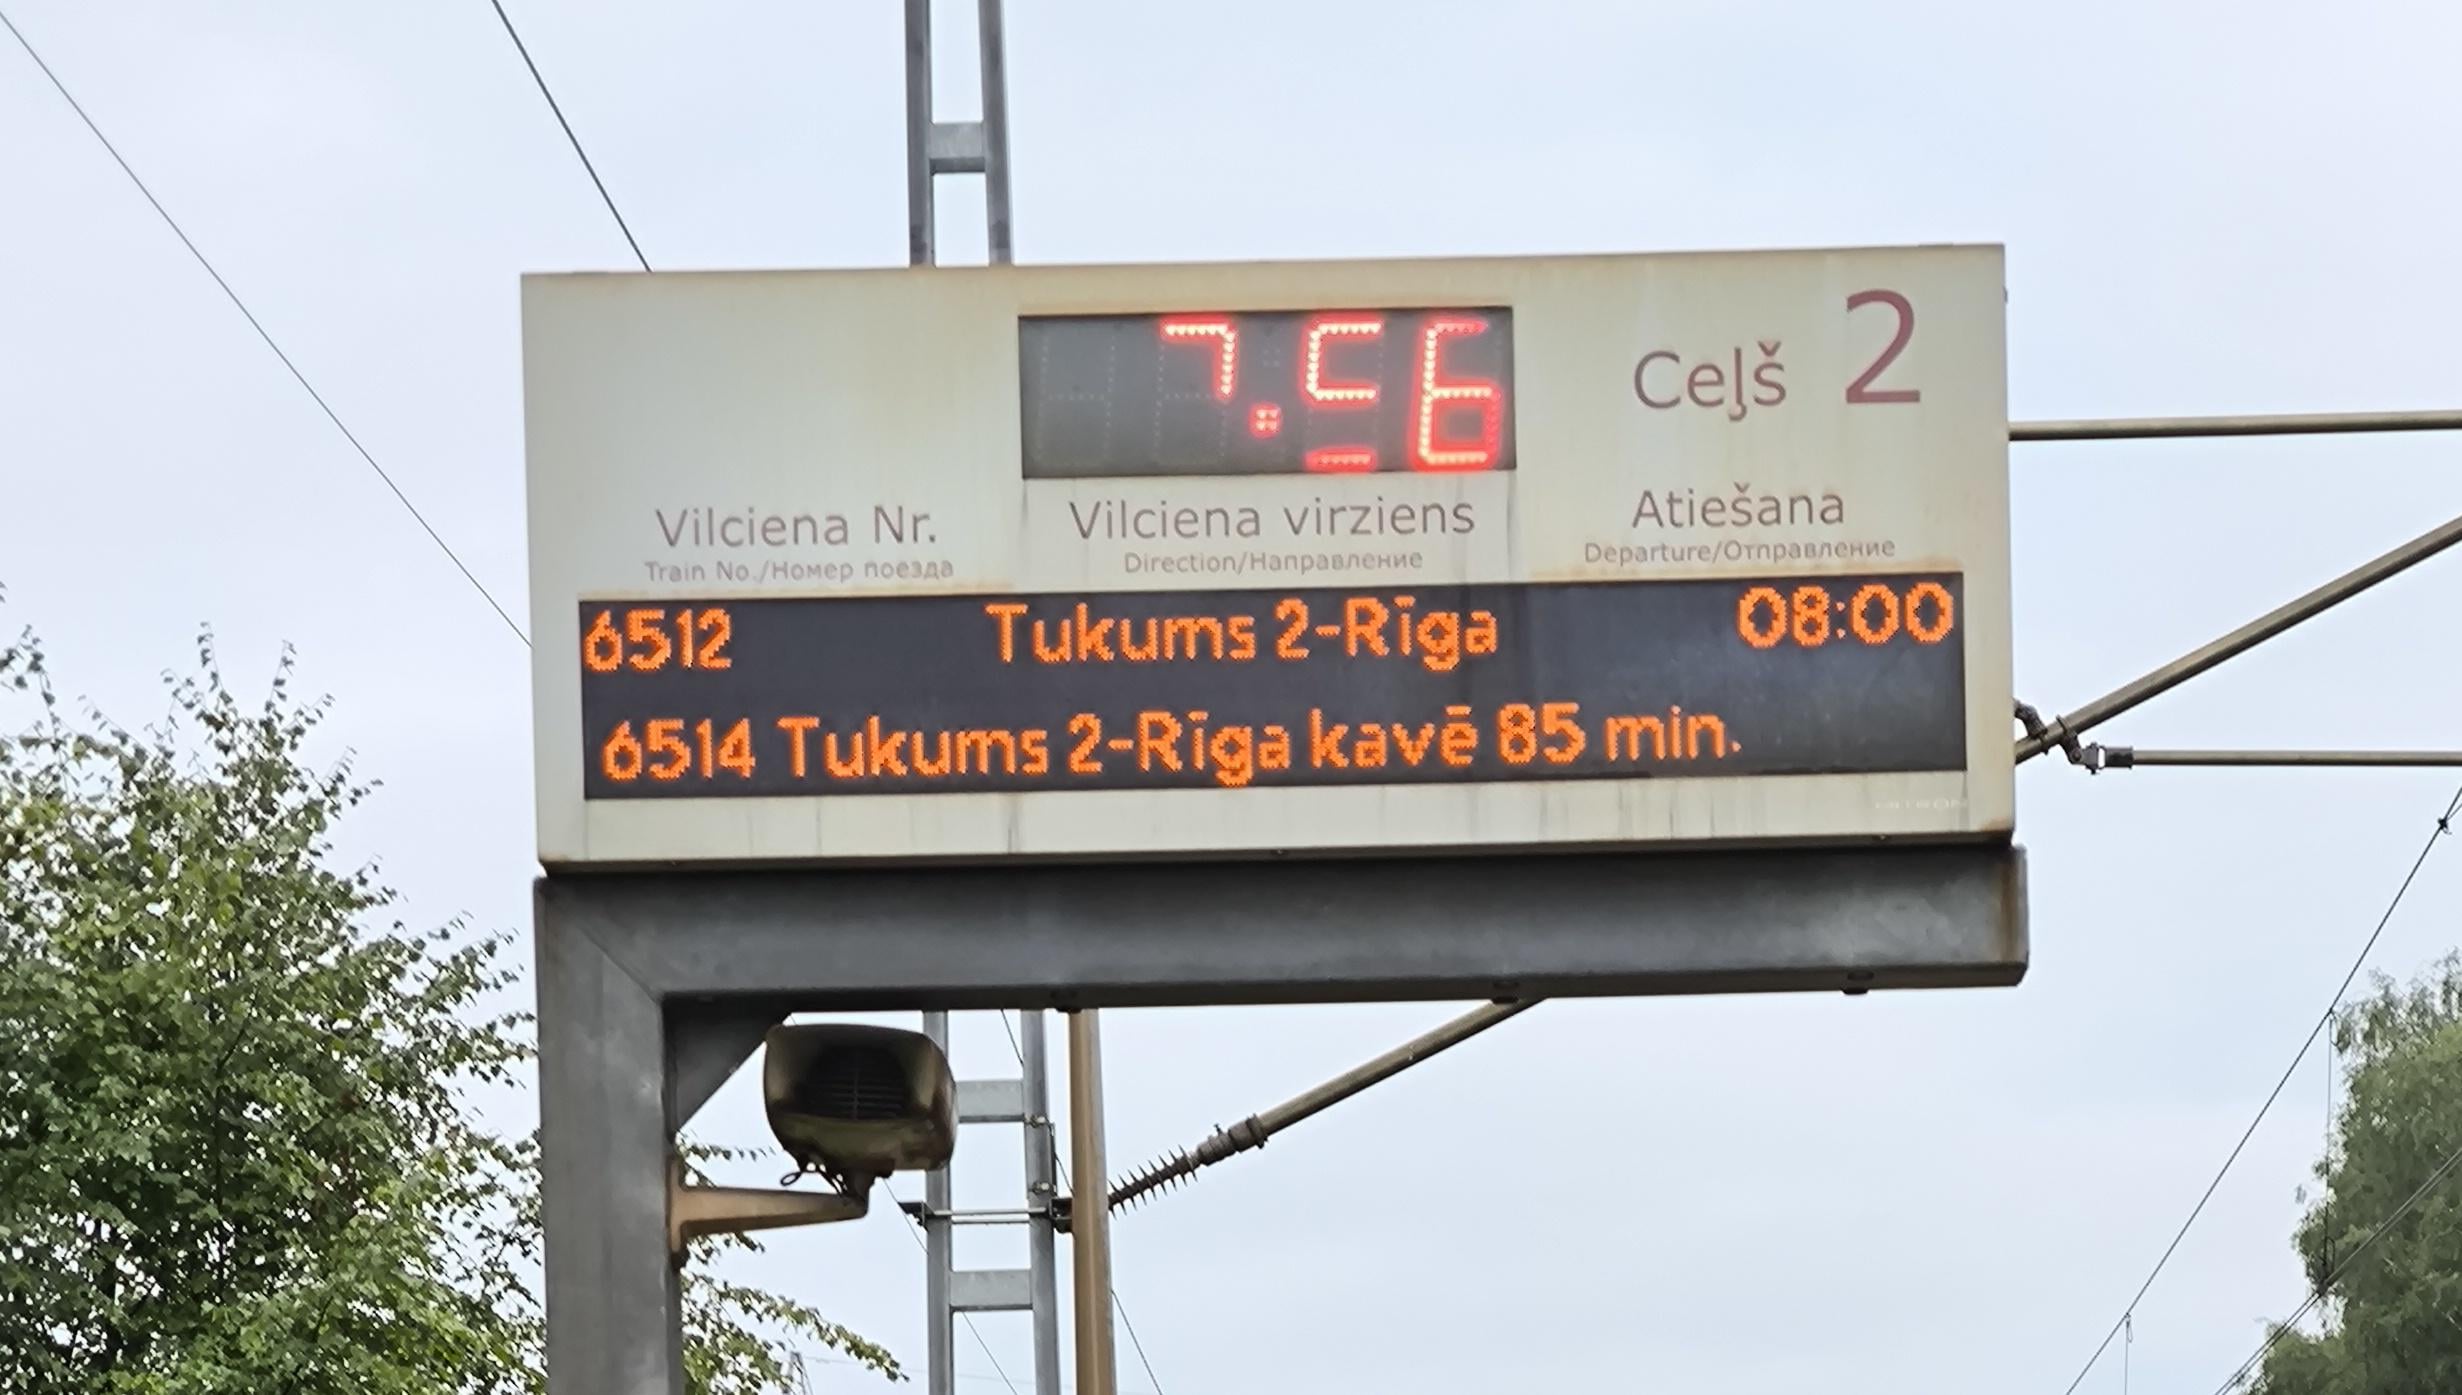 7:56
Ceļš 2
Vilciena Nr.
Train No./Номер поезда
Vilciena virziens
Direction/Направление
Atiešana
Departure/Отправление
6512 Tukums 2-Rīga 08:00
6514 Tukums 2-Rīga kavē 85 min.